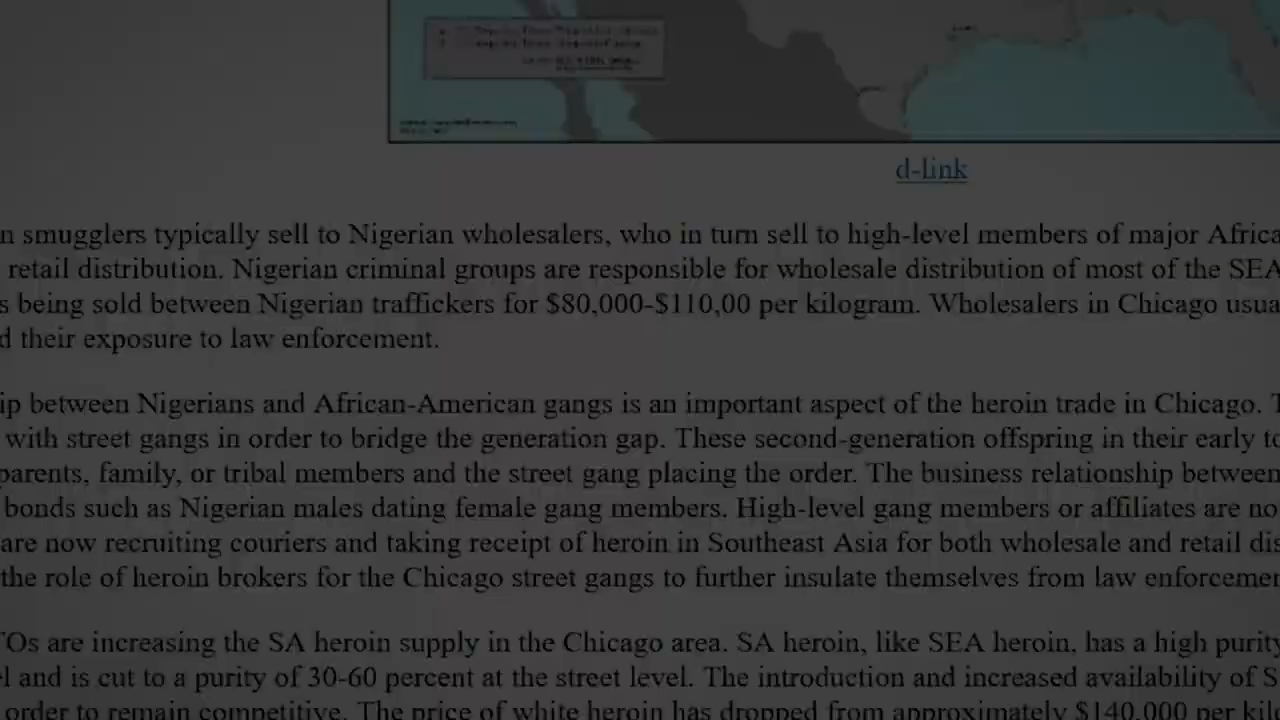 d-link
n smugglers typically sell to Nigerian wholesalers, who in turn sell to high-level members of major Africa
retail distribution. Nigerian criminal groups are responsible for wholesale distribution of most of the SEA
s being sold between Nigerian traffickers for $80,000-$110,00 per kilogram. Wholesalers in Chicago usua
d their exposure to law enforcement.
ip between Nigerians and African-American gangs is an important aspect of the heroin trade in Chicago. T
with street gangs in order to bridge the generation gap. These second-generation offspring in their early to
parents, family, or tribal members and the street gang placing the order. The business relationship between
bonds such as Nigerian males dating female gang members. High-level gang members or affiliates are no
are now recruiting couriers and taking receipt of heroin in Southeast Asia for both wholesale and retail dis
the role of heroin brokers for the Chicago street gangs to further insulate themselves from law enforcemen
TOs are increasing the SA heroin supply in the Chicago area. SA heroin, like SEA heroin, has a high purity
el and is cut to a purity of 30-60 percent at the street level. The introduction and increased availability of S
order to remain competitive. The price of white heroin has dropped from approximately $140,000 per kil